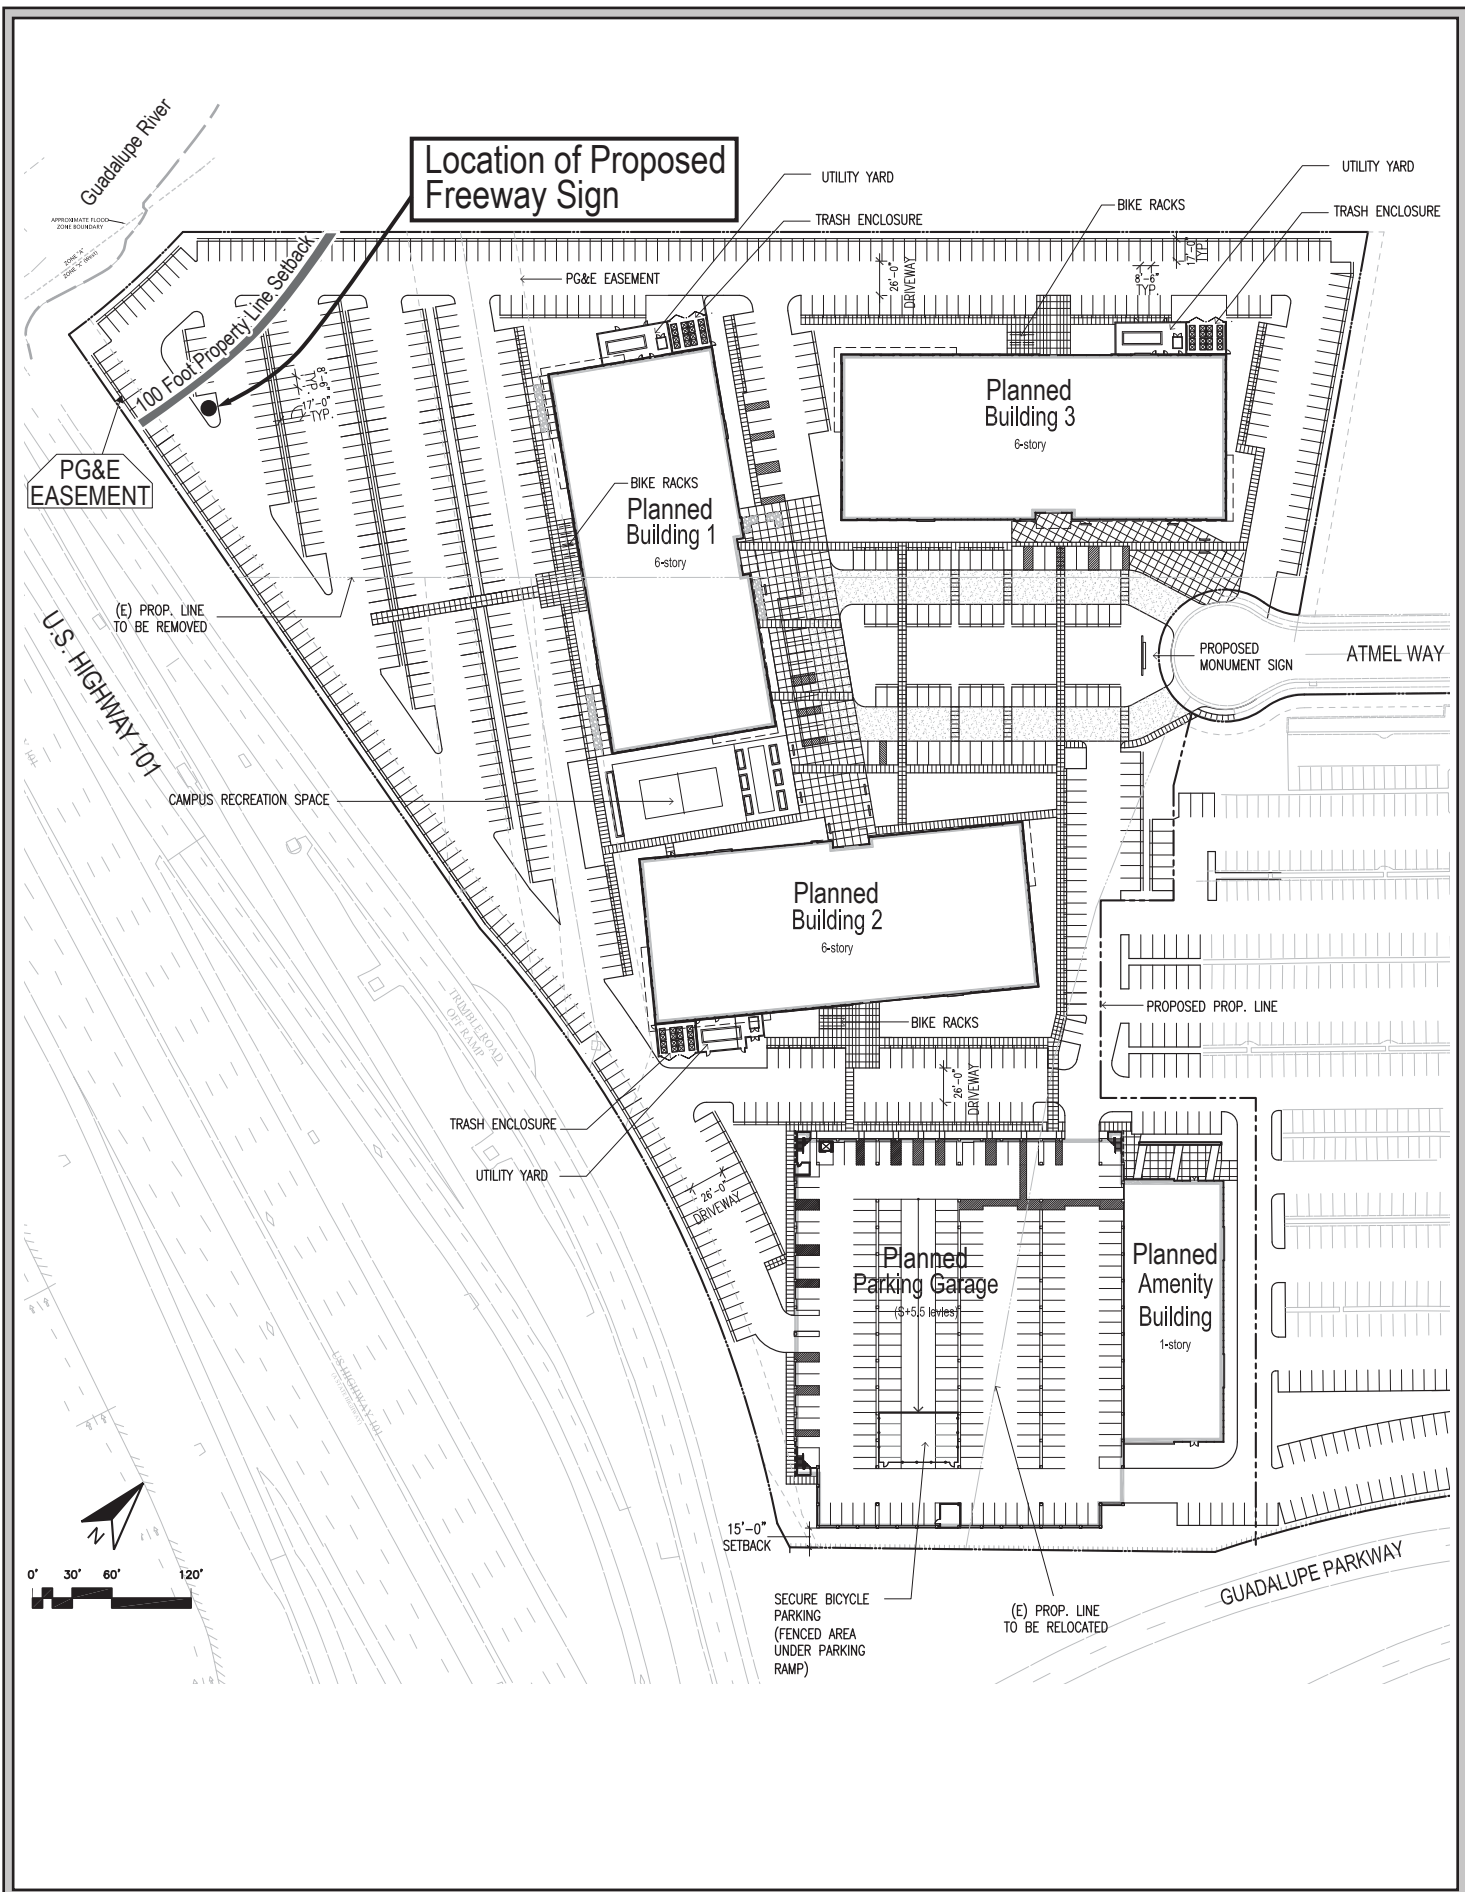 Guadalupe River
APPROXIMATE FLOOD
ZONE BOUNDARY
Location of Proposed
Freeway Sign
UTILITY YARD
TRASH ENCLOSURE
BIKE RACKS
UTILITY YARD
TRASH ENCLOSURE
PG&E EASEMENT
26'-0"
DRIVEWAY
17'-0"
TYP.
8'-6"
TYP.
100 Foot Property Line Setback
8'-6"
TYP.
17'-0"
TYP.
PG&E
EASEMENT
Planned
Building 3
6-story
BIKE RACKS
Planned
Building 1
6-story
(E) PROP. LINE
TO BE REMOVED
U.S. HIGHWAY 101
PROPOSED
MONUMENT SIGN
ATMEL WAY
CAMPUS RECREATION SPACE
Planned
Building 2
6-story
TRIMBLE ROAD
OFF RAMP
PROPOSED PROP. LINE
BIKE RACKS
26'-0"
DRIVEWAY
TRASH ENCLOSURE
UTILITY YARD
26'-0"
DRIVEWAY
Planned
Parking Garage
(S+5.5 levles)
Planned
Amenity
Building
1-story
U.S HIGHWAY 101
N
0' 30' 60' 120'
15'-0"
SETBACK
SECURE BICYCLE
PARKING
(FENCED AREA
UNDER PARKING
RAMP)
(E) PROP. LINE
TO BE RELOCATED
GUADALUPE PARKWAY